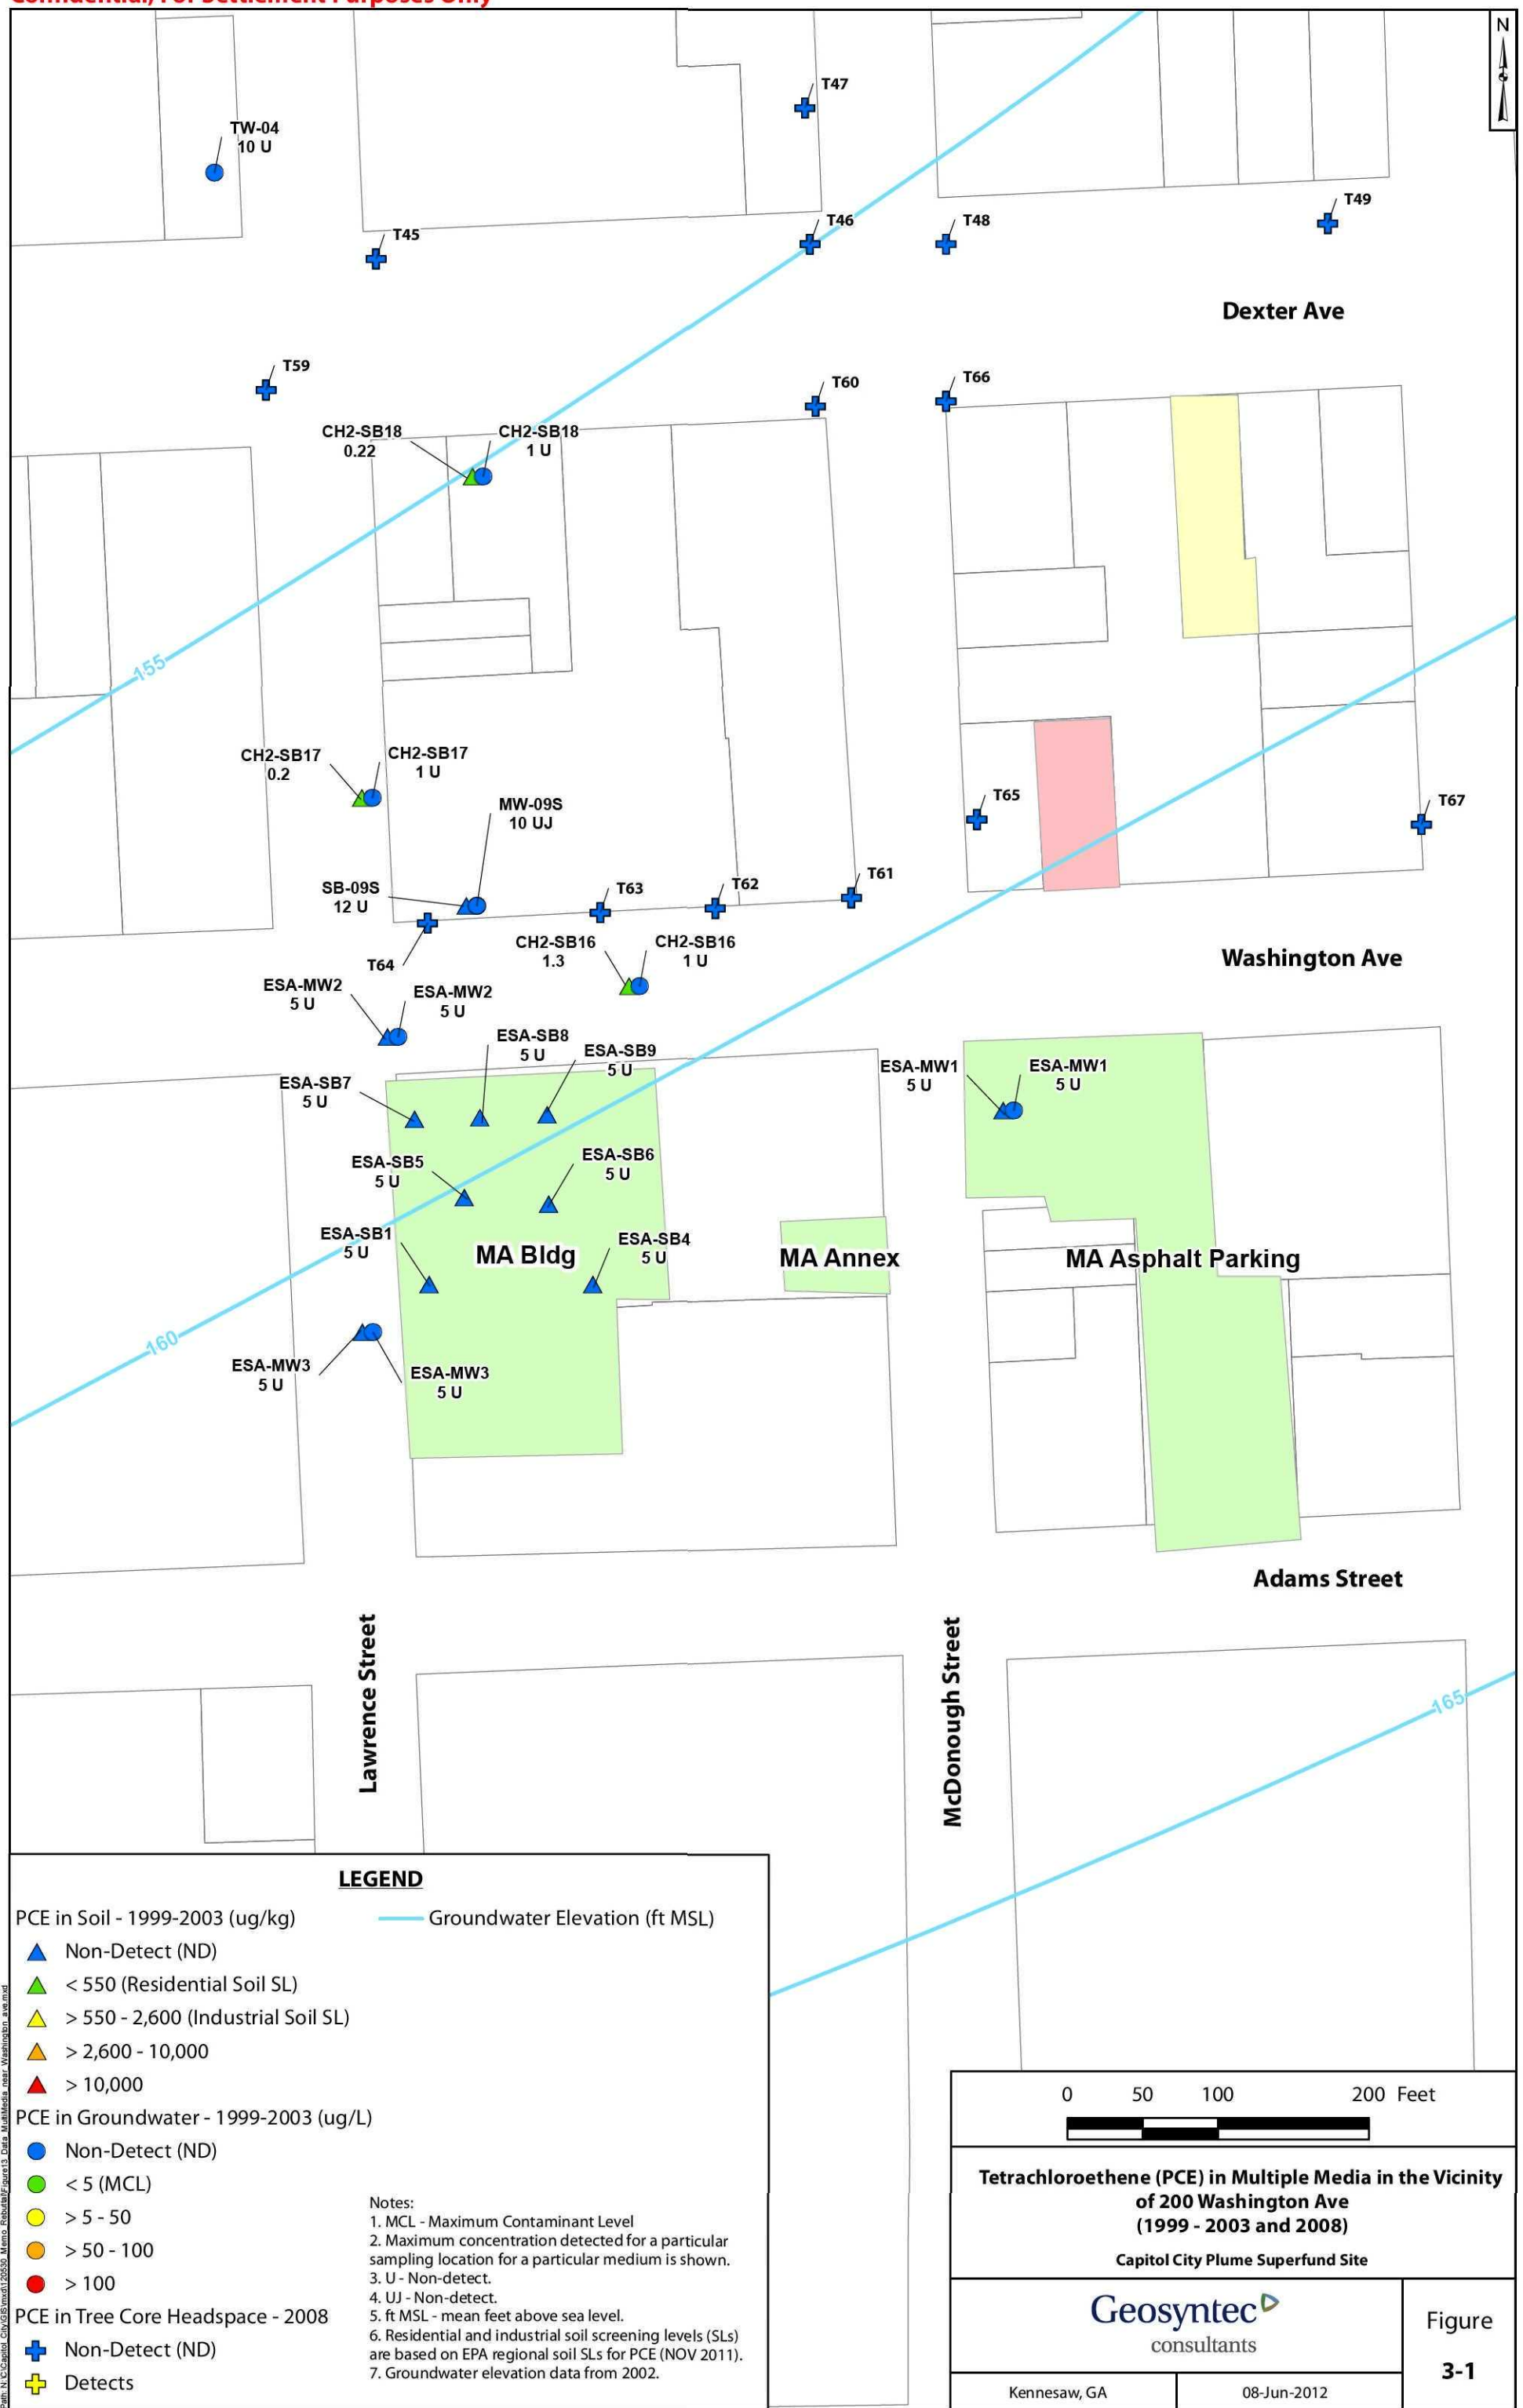 Confidential, For Settlement Purposes Only
N
T47
TW-04
10 U
T49
T45
T46
T48
Dexter Ave
T59
T60
T66
CH2-SB18
0.22
CH2-SB18
1 U
155
CH2-SB17
0.2
CH2-SB17
1 U
MW-09S
10 UJ
T65
T67
SB-09S
12 U
T63
T62
T61
T64
CH2-SB16
1.3
CH2-SB16
1 U
Washington Ave
ESA-MW2
5 U
ESA-MW2
5 U
ESA-SB8
5 U
ESA-SB9
5 U
ESA-SB7
5 U
ESA-MW1
5 U
ESA-MW1
5 U
ESA-SB5
5 U
ESA-SB6
5 U
ESA-SB1
5 U
ESA-SB4
5 U
MA Bldg
MA Annex
MA Asphalt Parking
160
ESA-MW3
5 U
ESA-MW3
5 U
Adams Street
Lawrence Street
McDonough Street
165
LEGEND
PCE in Soil - 1999-2003 (ug/kg)
Groundwater Elevation (ft MSL)
Non-Detect (ND)
< 550 (Residential Soil SL)
> 550 - 2,600 (Industrial Soil SL)
> 2,600 - 10,000
> 10,000
PCE in Groundwater - 1999-2003 (ug/L)
Non-Detect (ND)
< 5 (MCL)
> 5 - 50
> 50 - 100
> 100
PCE in Tree Core Headspace - 2008
Non-Detect (ND)
Detects
Notes:
1. MCL - Maximum Contaminant Level
2. Maximum concentration detected for a particular
sampling location for a particular medium is shown.
3. U - Non-detect.
4. UJ - Non-detect.
5. ft MSL - mean feet above sea level.
6. Residential and industrial soil screening levels (SLs)
are based on EPA regional soil SLs for PCE (NOV 2011).
7. Groundwater elevation data from 2002.
0 50 100 200 Feet
Tetrachloroethene (PCE) in Multiple Media in the Vicinity
of 200 Washington Ave
(1999 - 2003 and 2008)
Capitol City Plume Superfund Site
Geosyntec
consultants
Figure
3-1
Kennesaw, GA
08-Jun-2012